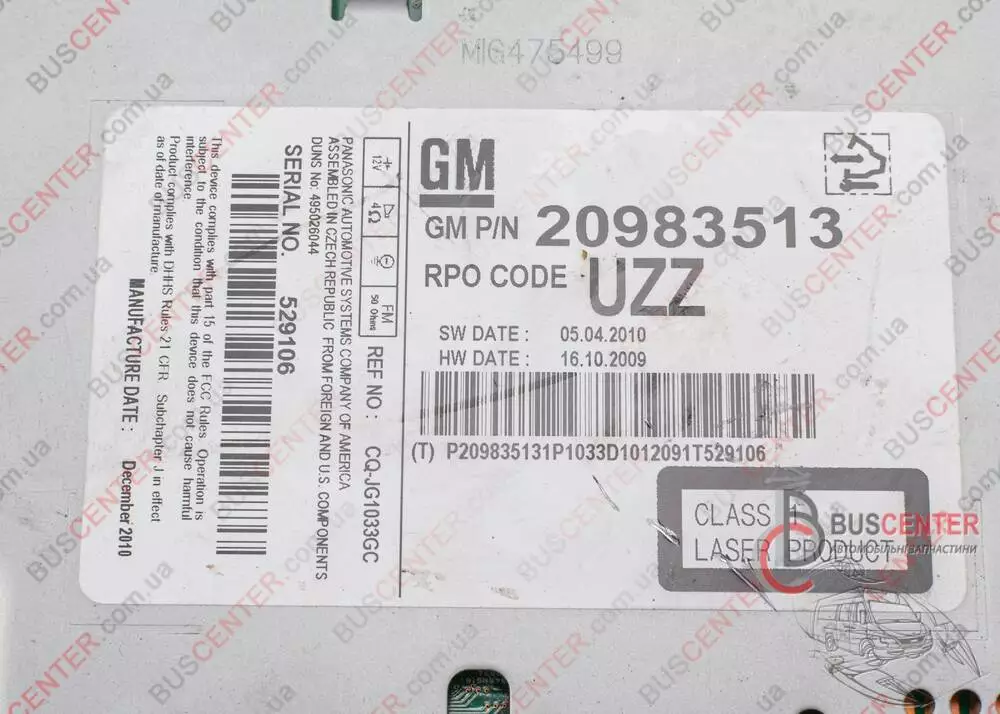 MIG475499
GM
GM P/N 20983513
RPO CODE UZZ
SW DATE : 05.04.2010
HW DATE : 16.10.2009
(T) P209835131P1033D1012091T529106
CLASS 1
LASER PRODUCT
12V
4Ω
FM
50 Ohms
REF NO : CQ-JG1033GC
PANASONIC AUTOMOTIVE SYSTEMS COMPANY OF AMERICA
ASSEMBLED IN CZECH REPUBLIC FROM FOREIGN AND U.S. COMPONENTS
DUNS No: 495026044
SERIAL NO. 529106
This device complies with part 15 of the FCC Rules. Operation is
subject to the condition that this device does not cause harmful
interference.
Product complies with DHHS Rules 21 CFR Subchapter J in effect
as of date of manufacture.
MANUFACTURE DATE : December 2010
BUSCENTER
АВТОМОБІЛЬНІ ЗАПЧАСТИНИ
BUSCENTER.com.ua